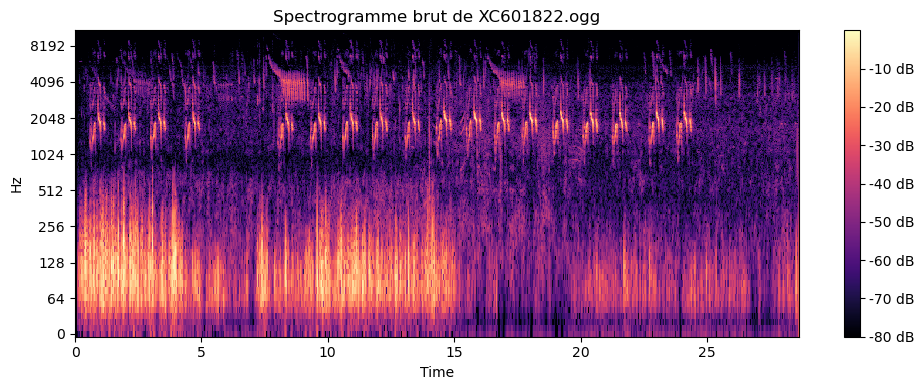 Spectrogramme brut de XC601822.ogg
8192
4096
2048
1024
512
256
128
64
0
Hz
0 5 10 15 20 25
Time
-10 dB
-20 dB
-30 dB
-40 dB
-50 dB
-60 dB
-70 dB
-80 dB